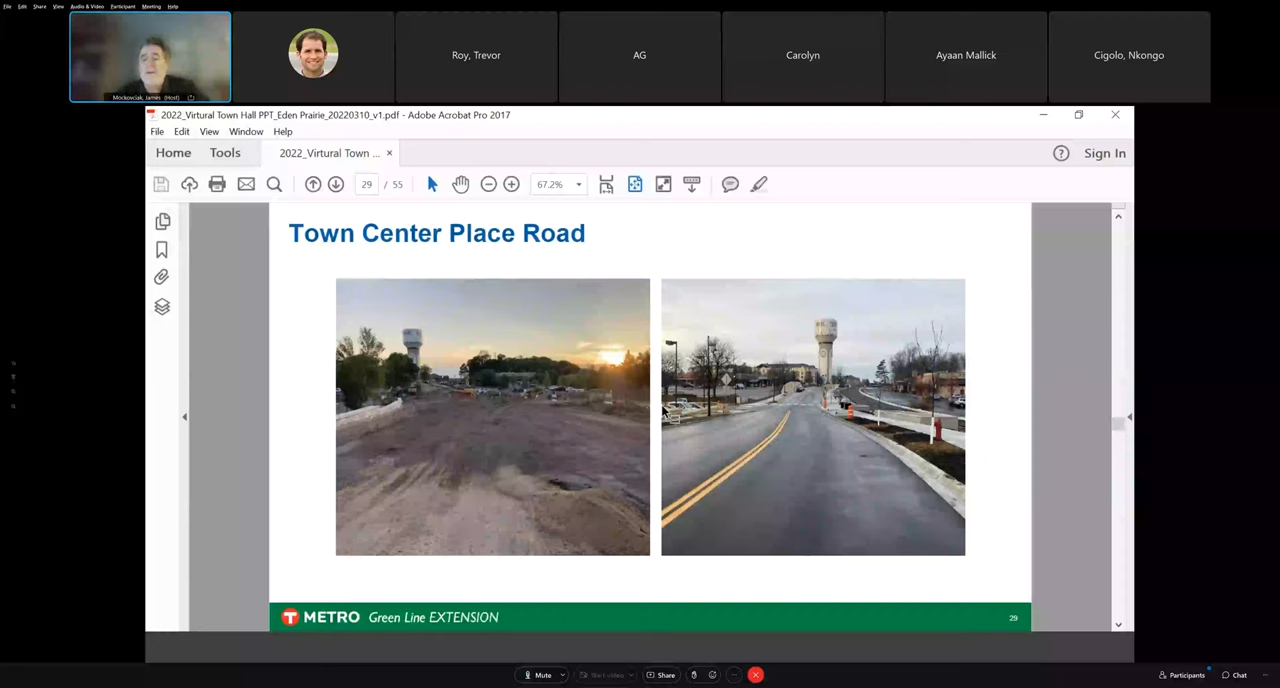 File Edit Share View Audio & Video Participant Meeting Help
Mockovciak, James (Host)
Roy, Trevor
AG
Carolyn
Ayaan Mallick
Cigolo, Nkongo
2022_Virtural Town Hall PPT_Eden Prairie_20220310_v1.pdf - Adobe Acrobat Pro 2017
File Edit View Window Help
Home Tools 2022_Virtural Town ... × Sign In
29 / 55 67.2%
Town Center Place Road
T METRO Green Line EXTENSION 29
Mute Start video Share Participants Chat